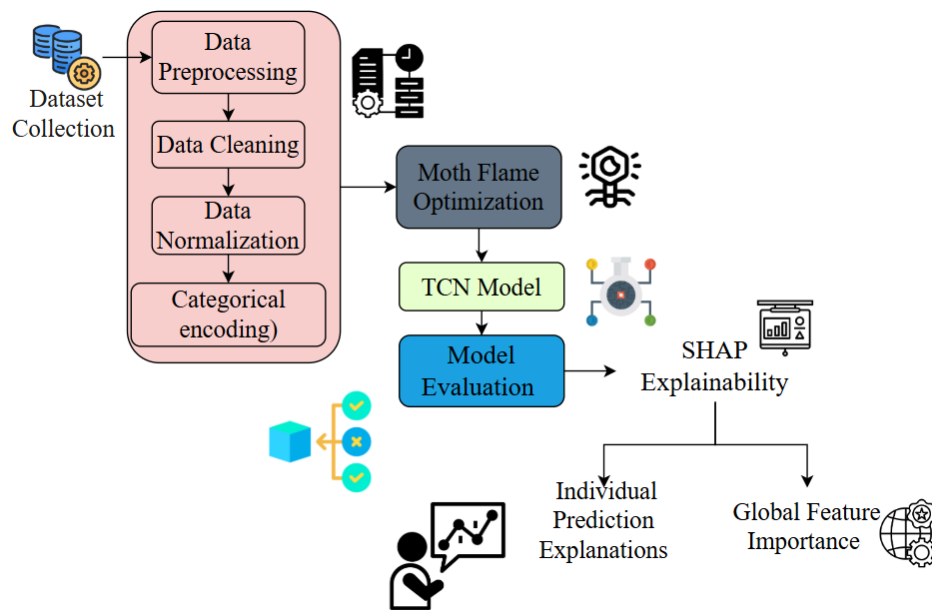 Dataset
Collection
Data
Preprocessing
Data Cleaning
Data
Normalization
Categorical
encoding)
Moth Flame
Optimization
TCN Model
Model
Evaluation
SHAP
Explainability
Individual
Prediction
Explanations
Global Feature
Importance